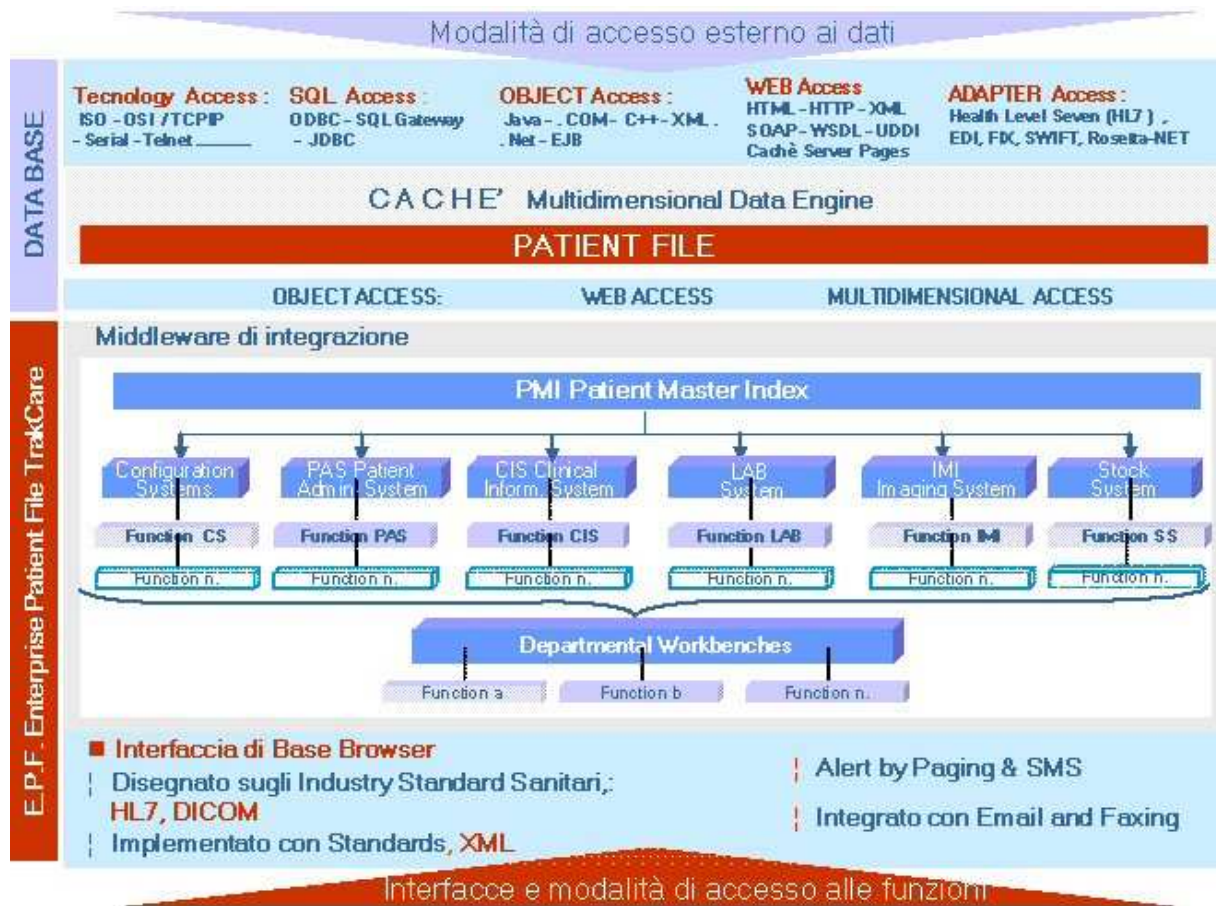 Modalità di accesso esterno ai dati
DATA BASE
Tecnology Access :
ISO - OSI / TCPIP
- Serial - Telnet
SQL Access :
ODBC - SQL Gateway
- JDBC
OBJECT Access :
Java - . COM - C++ - XML .
. Net - EJB
WEB Access
HTML - HTTP - XML
SOAP - WSDL - UDDI
Cachè Server Pages
ADAPTER Access :
Health Level Seven (HL7) ,
EDI, FIX, SWIFT, Rosetta-NET
CACHE' Multidimensional Data Engine
PATIENT FILE
OBJECT ACCESS: WEB ACCESS MULTIDIMENSIONAL ACCESS
E.P.F. Enterprise Patient File TrakCare
Middleware di integrazione
PMI Patient Master Index
Configuration
Systems
PAS Patient
Admin. System
CIS Clinical
Inform. System
LAB
System
IMI
Imaging System
Stock
System
Function CS
Function PAS
Function CIS
Function LAB
Function IMI
Function SS
Function n.
Function n.
Function n.
Function n.
Function n.
Function n.
Departmental Workbenches
Function a
Function b
Function n.
Interfaccia di Base Browser
Disegnato sugli Industry Standard Sanitari,:
HL7, DICOM
Implementato con Standards, XML
Alert by Paging & SMS
Integrato con Email and Faxing
Interfacce e modalità di accesso alle funzioni